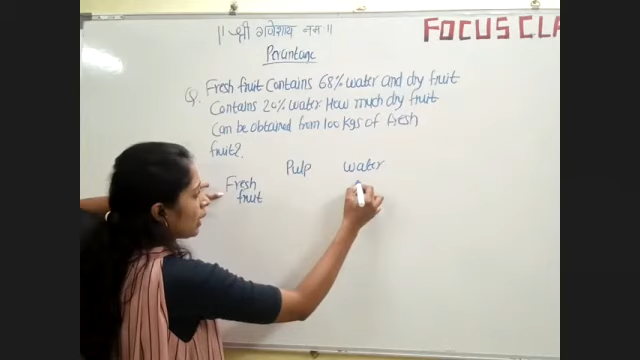 || श्री गणेशाय नमः ||
FOCUS CLA
Percentage
Q. Fresh fruit Contains 68% water and dry fruit
Contains 20% water. How much dry fruit
Can be obtained from 100 kgs of fresh
fruit?
Pulp water
Fresh
fruit